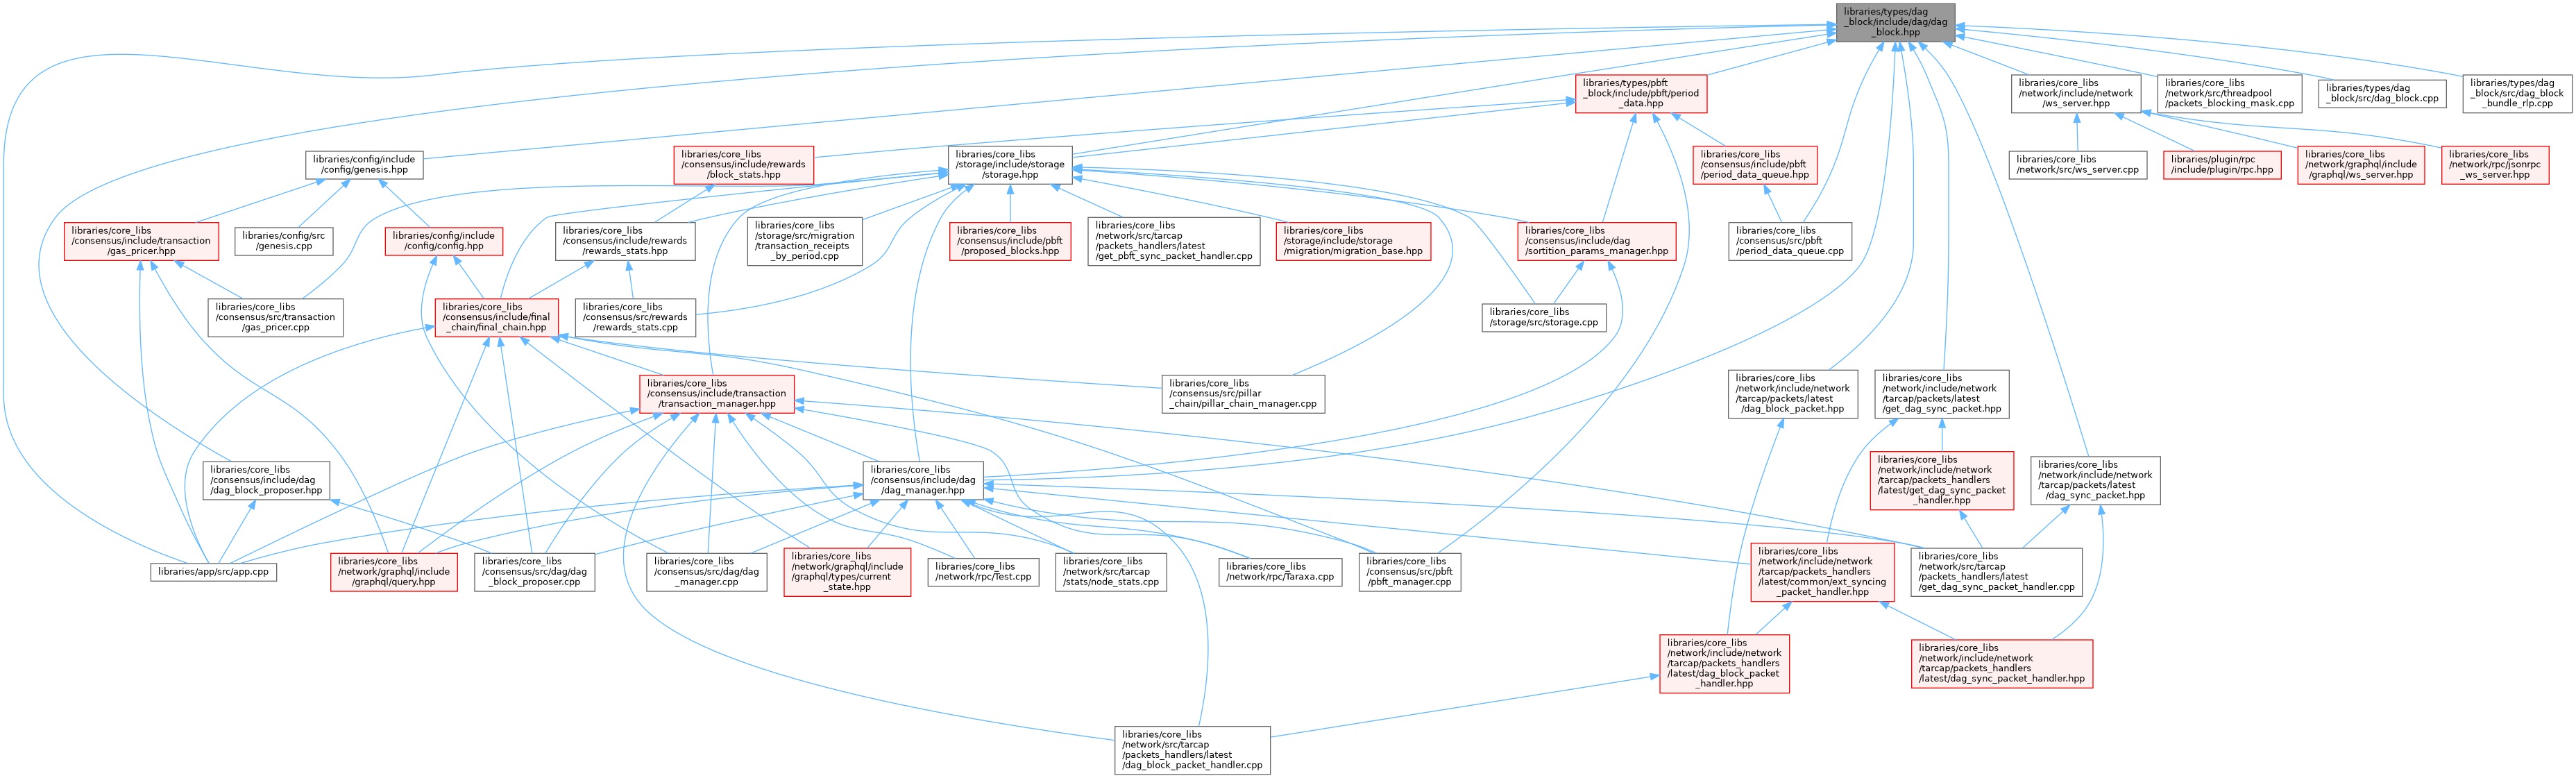 libraries/types/dag
_block/include/dag/dag
_block.hpp
libraries/types/pbft
_block/include/pbft/period
_data.hpp
libraries/core_libs
/network/include/network
/ws_server.hpp
libraries/core_libs
/network/src/threadpool
/packets_blocking_mask.cpp
libraries/types/dag
_block/src/dag_block.cpp
libraries/types/dag
_block/src/dag_block
_bundle_rlp.cpp
libraries/config/include
/config/genesis.hpp
libraries/core_libs
/consensus/include/rewards
/block_stats.hpp
libraries/core_libs
/storage/include/storage
/storage.hpp
libraries/core_libs
/consensus/include/pbft
/period_data_queue.hpp
libraries/core_libs
/network/src/ws_server.cpp
libraries/plugin/rpc
/include/plugin/rpc.hpp
libraries/core_libs
/network/graphql/include
/graphql/ws_server.hpp
libraries/core_libs
/network/rpc/jsonrpc
_ws_server.hpp
libraries/core_libs
/consensus/include/transaction
/gas_pricer.hpp
libraries/config/src
/genesis.cpp
libraries/config/include
/config/config.hpp
libraries/core_libs
/consensus/include/rewards
/rewards_stats.hpp
libraries/core_libs
/storage/src/migration
/transaction_receipts
_by_period.cpp
libraries/core_libs
/consensus/include/pbft
/proposed_blocks.hpp
libraries/core_libs
/network/src/tarcap
/packets_handlers/latest
/get_pbft_sync_packet_handler.cpp
libraries/core_libs
/storage/include/storage
/migration/migration_base.hpp
libraries/core_libs
/consensus/include/dag
/sortition_params_manager.hpp
libraries/core_libs
/consensus/src/pbft
/period_data_queue.cpp
libraries/core_libs
/consensus/src/transaction
/gas_pricer.cpp
libraries/core_libs
/consensus/include/final
_chain/final_chain.hpp
libraries/core_libs
/consensus/src/rewards
/rewards_stats.cpp
libraries/core_libs
/storage/src/storage.cpp
libraries/core_libs
/consensus/include/transaction
/transaction_manager.hpp
libraries/core_libs
/consensus/src/pillar
_chain/pillar_chain_manager.cpp
libraries/core_libs
/network/include/network
/tarcap/packets/latest
/dag_block_packet.hpp
libraries/core_libs
/network/include/network
/tarcap/packets/latest
/get_dag_sync_packet.hpp
libraries/core_libs
/consensus/include/dag
/dag_block_proposer.hpp
libraries/core_libs
/consensus/include/dag
/dag_manager.hpp
libraries/core_libs
/network/include/network
/tarcap/packets_handlers
/latest/get_dag_sync_packet
_handler.hpp
libraries/core_libs
/network/include/network
/tarcap/packets/latest
/dag_sync_packet.hpp
libraries/app/src/app.cpp
libraries/core_libs
/network/graphql/include
/graphql/query.hpp
libraries/core_libs
/consensus/src/dag/dag
_block_proposer.cpp
libraries/core_libs
/consensus/src/dag/dag
_manager.cpp
libraries/core_libs
/network/graphql/include
/graphql/types/current
_state.hpp
libraries/core_libs
/network/rpc/Test.cpp
libraries/core_libs
/network/src/tarcap
/stats/node_stats.cpp
libraries/core_libs
/network/rpc/Taraxa.cpp
libraries/core_libs
/consensus/src/pbft
/pbft_manager.cpp
libraries/core_libs
/network/include/network
/tarcap/packets_handlers
/latest/common/ext_syncing
_packet_handler.hpp
libraries/core_libs
/network/src/tarcap
/packets_handlers/latest
/get_dag_sync_packet_handler.cpp
libraries/core_libs
/network/include/network
/tarcap/packets_handlers
/latest/dag_block_packet
_handler.hpp
libraries/core_libs
/network/include/network
/tarcap/packets_handlers
/latest/dag_sync_packet_handler.hpp
libraries/core_libs
/network/src/tarcap
/packets_handlers/latest
/dag_block_packet_handler.cpp